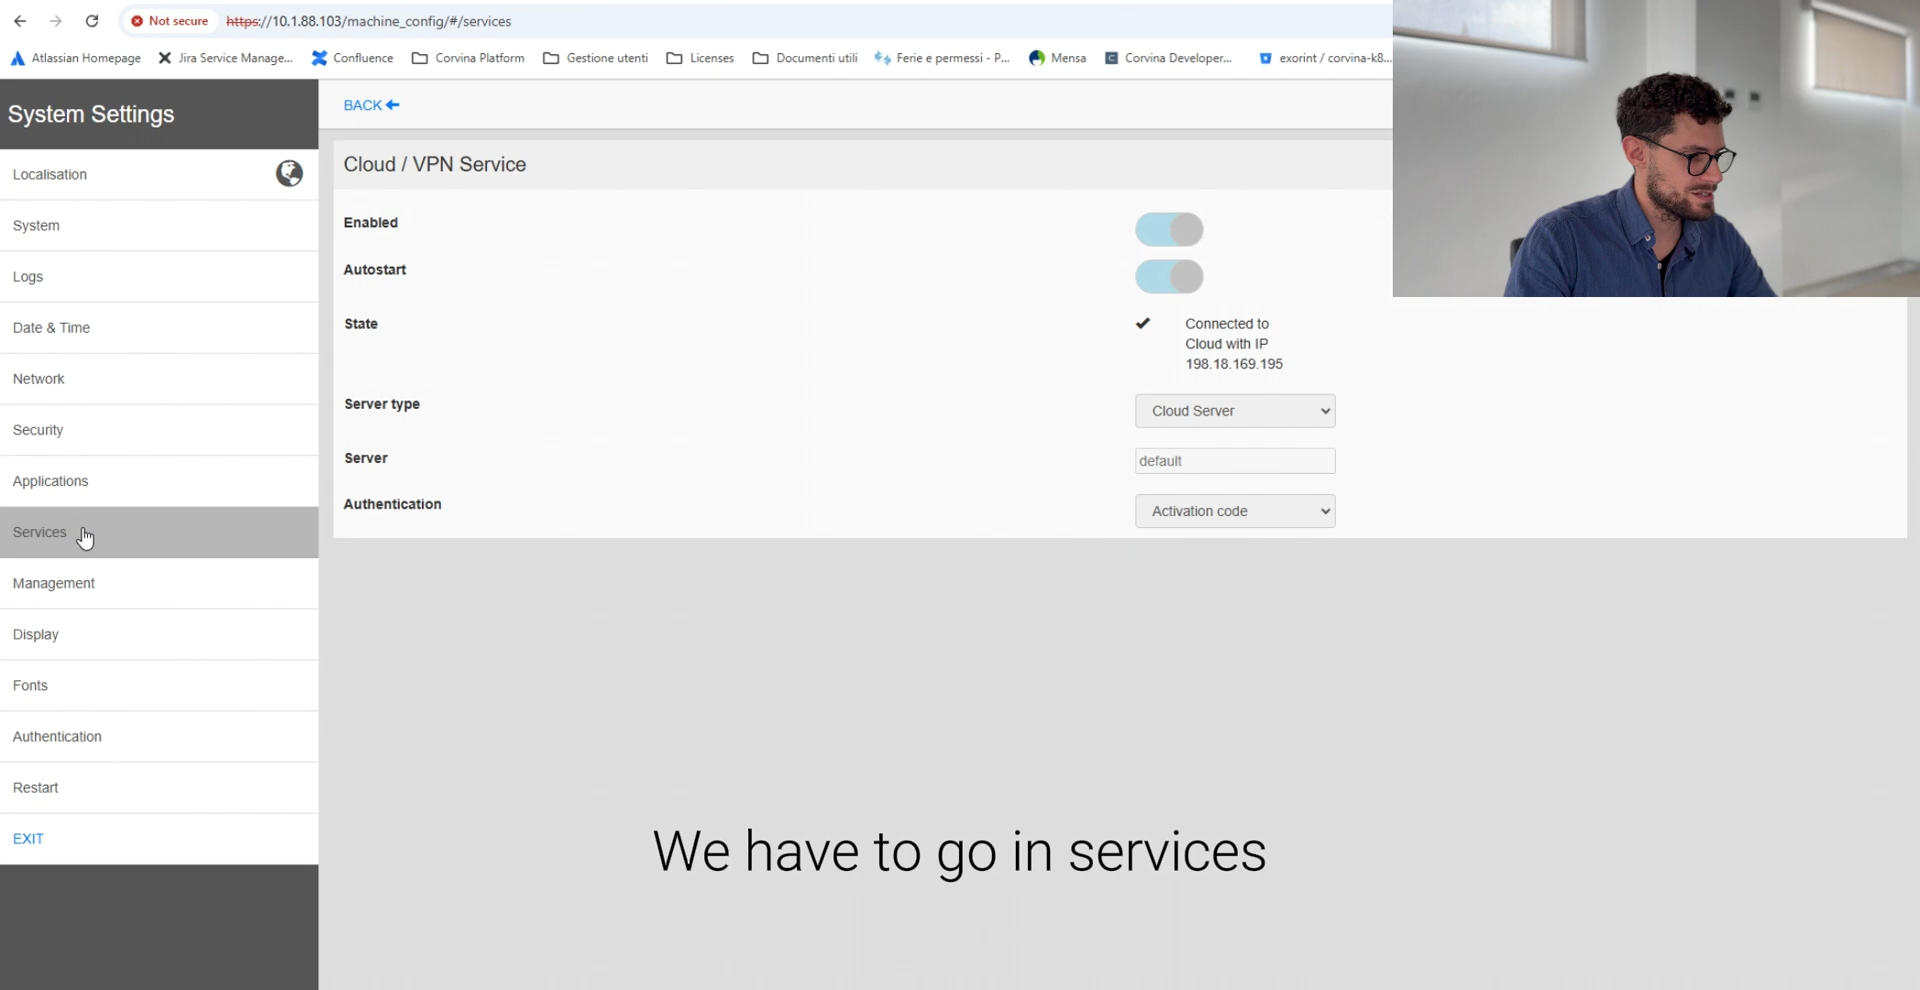 Not secure https://10.1.88.103/machine_config/#/services
Atlassian Homepage Jira Service Manage... Confluence Corvina Platform Gestione utenti Licenses Documenti utili Ferie e permessi - P... Mensa Corvina Developer... exorint / corvina-k8...
System Settings
BACK
Localisation
System
Logs
Date & Time
Network
Security
Applications
Services
Management
Display
Fonts
Authentication
Restart
EXIT
Cloud / VPN Service
Enabled
Autostart
State
Connected to
Cloud with IP
198.18.169.195
Server type
Cloud Server
Server
default
Authentication
Activation code
We have to go in services